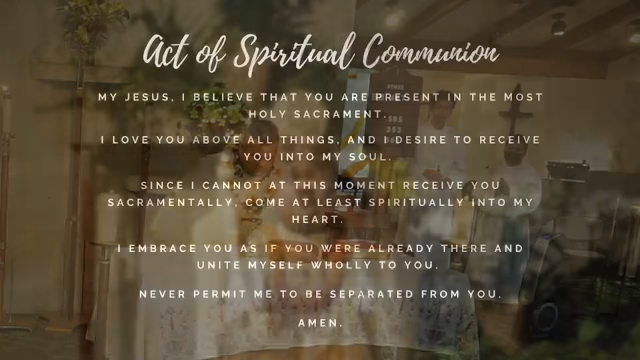 Act of Spiritual Communion
MY JESUS, I BELIEVE THAT YOU ARE PRESENT IN THE MOST
HOLY SACRAMENT.
I LOVE YOU ABOVE ALL THINGS, AND I DESIRE TO RECEIVE
YOU INTO MY SOUL.
SINCE I CANNOT AT THIS MOMENT RECEIVE YOU
SACRAMENTALLY, COME AT LEAST SPIRITUALLY INTO MY
HEART.
I EMBRACE YOU AS IF YOU WERE ALREADY THERE AND
UNITE MYSELF WHOLLY TO YOU.
NEVER PERMIT ME TO BE SEPARATED FROM YOU.
AMEN.